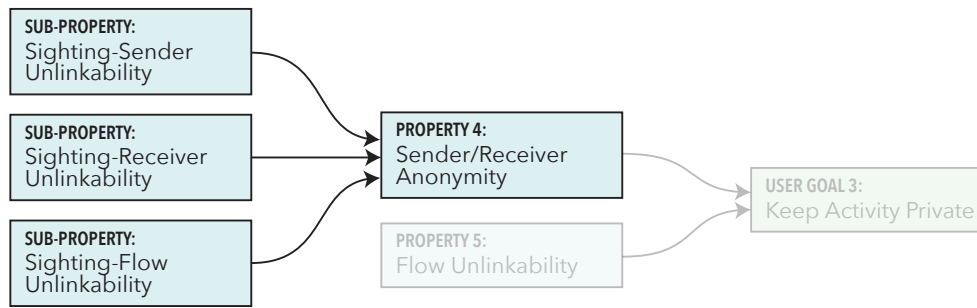 SUB-PROPERTY:
Sighting-Sender
Unlinkability
SUB-PROPERTY:
Sighting-Receiver
Unlinkability
SUB-PROPERTY:
Sighting-Flow
Unlinkability
PROPERTY 4:
Sender/Receiver
Anonymity
PROPERTY 5:
Flow Unlinkability
USER GOAL 3:
Keep Activity Private